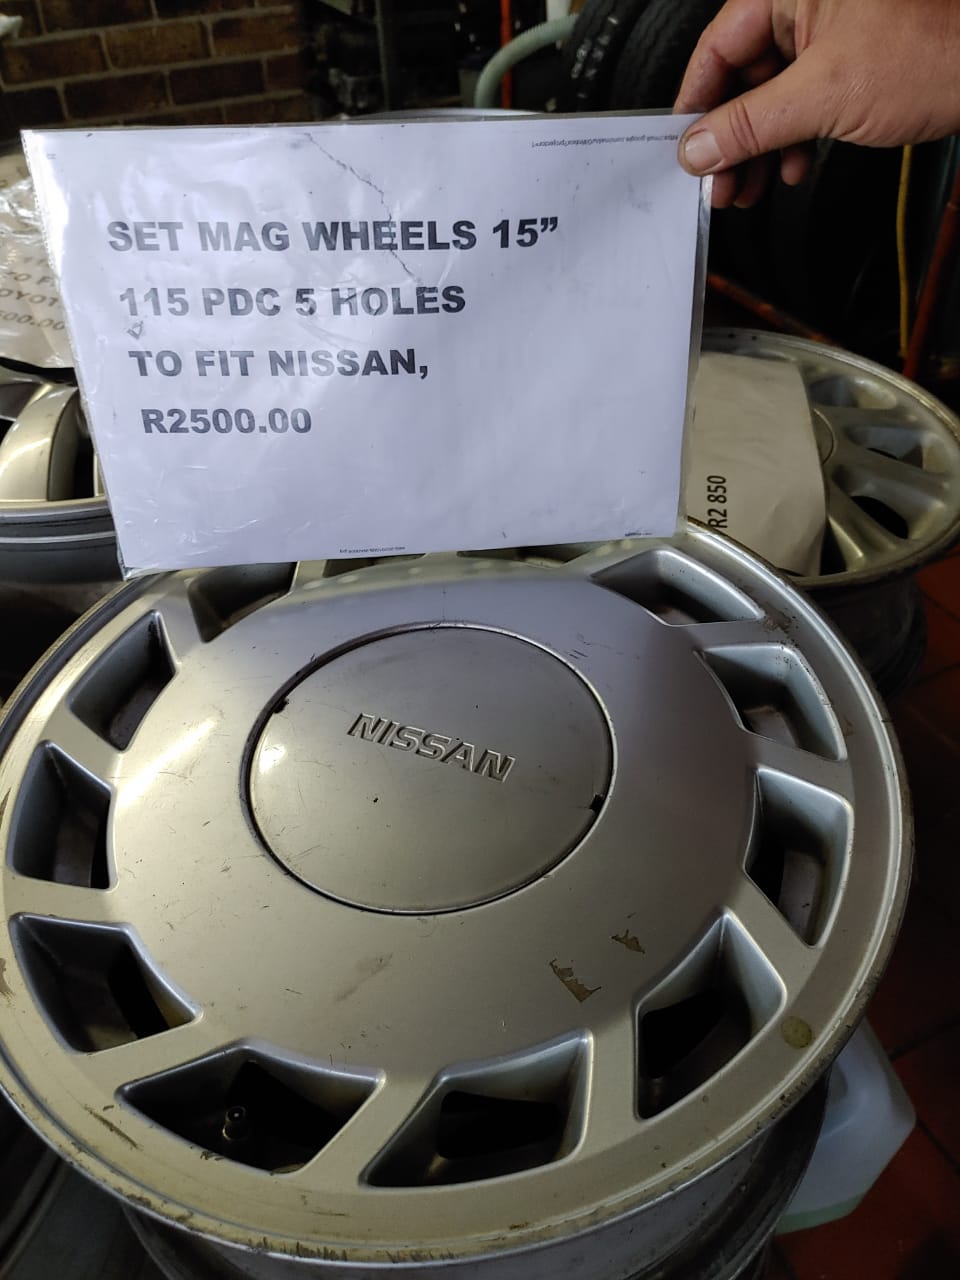 SET MAG WHEELS 15”
115 PDC 5 HOLES
TO FIT NISSAN,
R2500.00
R2 850
NISSAN